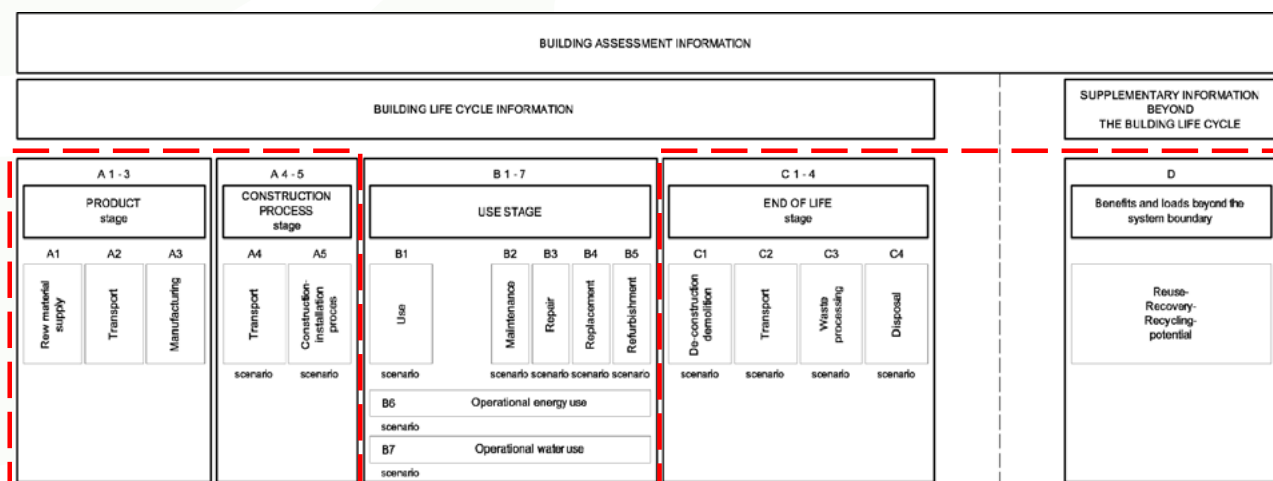 BUILDING ASSESSMENT INFORMATION
BUILDING LIFE CYCLE INFORMATION
SUPPLEMENTARY INFORMATION
BEYOND
THE BULDING LIFE CYCLE
A 1 - 3
PRODUCT
stage
A1
A2
A3
Raw material
supply
Transport
Manufacturing
A 4 - 5
CONSTRUCTION
PROCESS
stage
A4
A5
Transport
Construction-
installation
proces
scenario
scenario
B 1 - 7
USE STAGE
B1
B2
B3
B4
B5
Use
Maintenance
Repair
Replacement
Refurbishment
scenario
scenario
scenario
scenario
scenario
B6
Operational energy use
scenario
B7
Operational water use
scenario
C 1 - 4
END OF LIFE
stage
C1
C2
C3
C4
De-construction
demolition
Transport
Waste
processing
Disposal
scenario
scenario
scenario
scenario
D
Benefits and loads beyond the
system boundary
Reuse-
Recovery-
Recycling-
potential